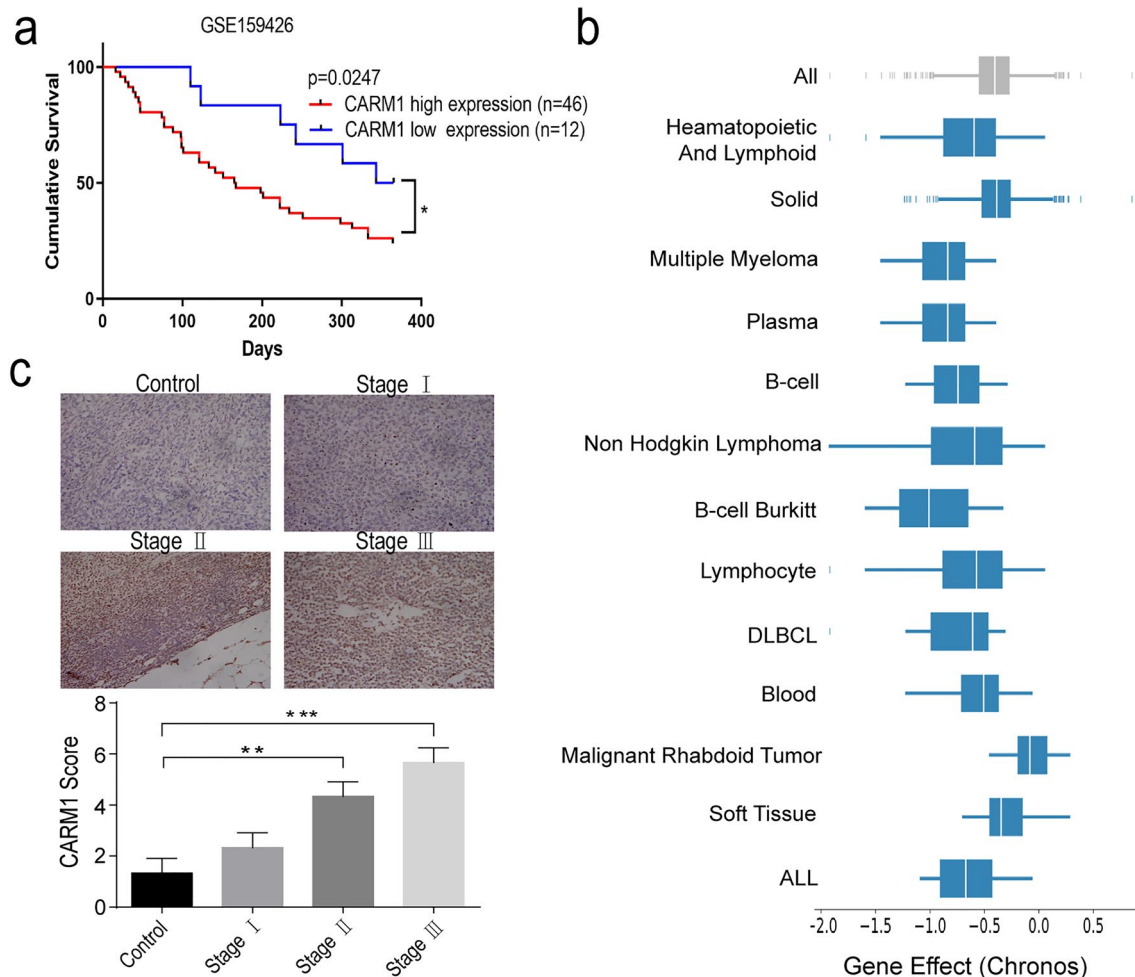 a
GSE159426
Cumulative Survival
100
50
0
p=0.0247
CARM1 high expression (n=46)
CARM1 low expression (n=12)
*
0
100
200
300
400
Days
b
All
Heamatopoietic
And Lymphoid
Solid
Multiple Myeloma
Plasma
B-cell
Non Hodgkin Lymphoma
B-cell Burkitt
Lymphocyte
DLBCL
Blood
Malignant Rhabdoid Tumor
Soft Tissue
ALL
-2.0
-1.5
-1.0
-0.5
0.0
0.5
Gene Effect (Chronos)
c
Control
Stage Ⅰ
Stage Ⅱ
Stage Ⅲ
CARM1 Score
8
6
4
2
0
***
**
Control
Stage Ⅰ
Stage Ⅱ
Stage Ⅲ